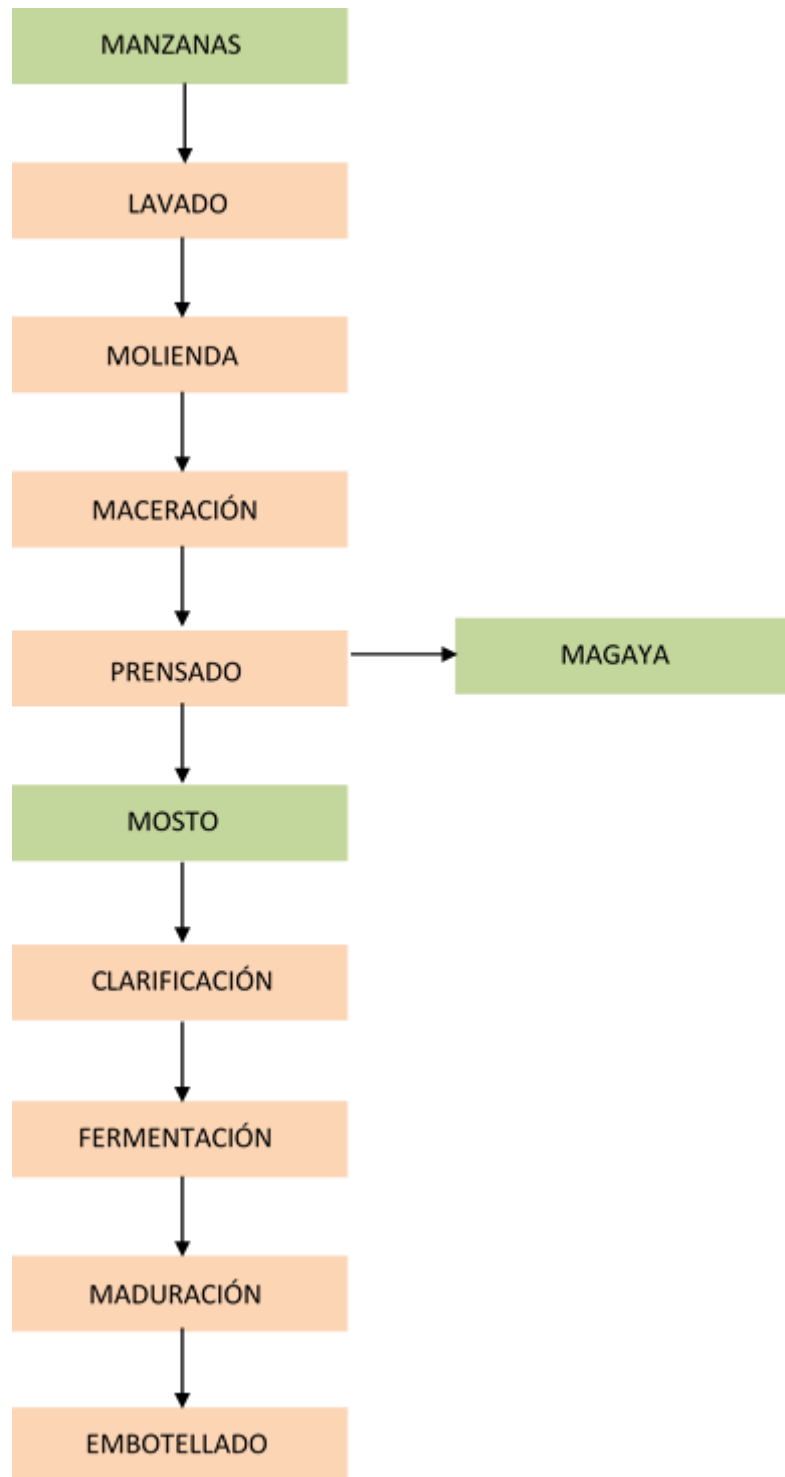 MANZANAS
LAVADO
MOLIENDA
MACERACIÓN
PRENSADO
MAGAYA
MOSTO
CLARIFICACIÓN
FERMENTACIÓN
MADURACIÓN
EMBOTELLADO